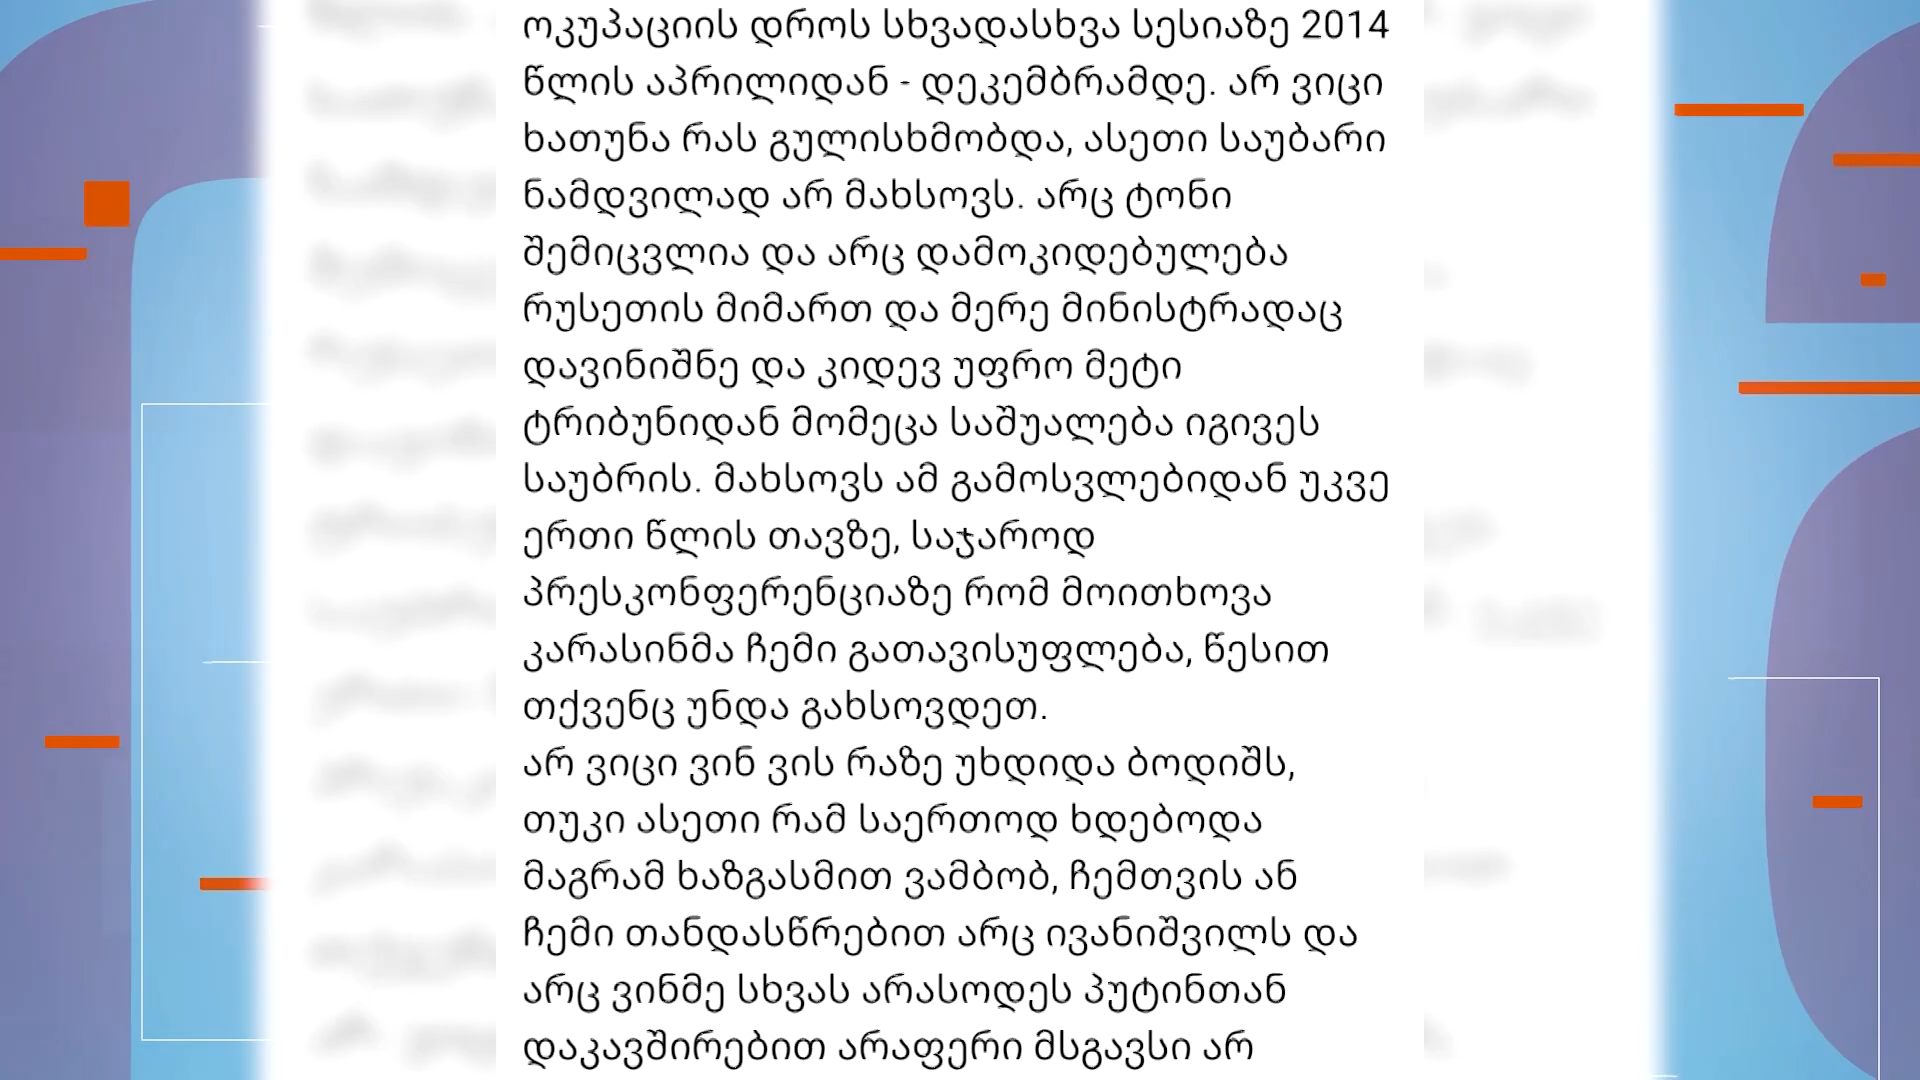 ოკუპაციის დროს სხვადასხვა სესიაზე 2014
წლის აპრილიდან - დეკემბრამდე. არ ვიცი
ხათუნა რას გულისხმობდა, ასეთი საუბარი
ნამდვილად არ მახსოვს. არც ტონი
შემიცვლია და არც დამოკიდებულება
რუსეთის მიმართ და მერე მინისტრადაც
დავინიშნე და კიდევ უფრო მეტი
ტრიბუნიდან მომეცა საშუალება იგივეს
საუბრის. მახსოვს ამ გამოსვლებიდან უკვე
ერთი წლის თავზე, საჯაროდ
პრესკონფერენციაზე რომ მოითხოვა
კარასინმა ჩემი გათავისუფლება, წესით
თქვენც უნდა გახსოვდეთ.
არ ვიცი ვინ ვის რაზე უხდიდა ბოდიშს,
თუკი ასეთი რამ საერთოდ ხდებოდა
მაგრამ ხაზგასმით ვამბობ, ჩემთვის ან
ჩემი თანდასწრებით არც ივანიშვილს და
არც ვინმე სხვას არასოდეს პუტინთან
დაკავშირებით არაფერი მსგავსი არ